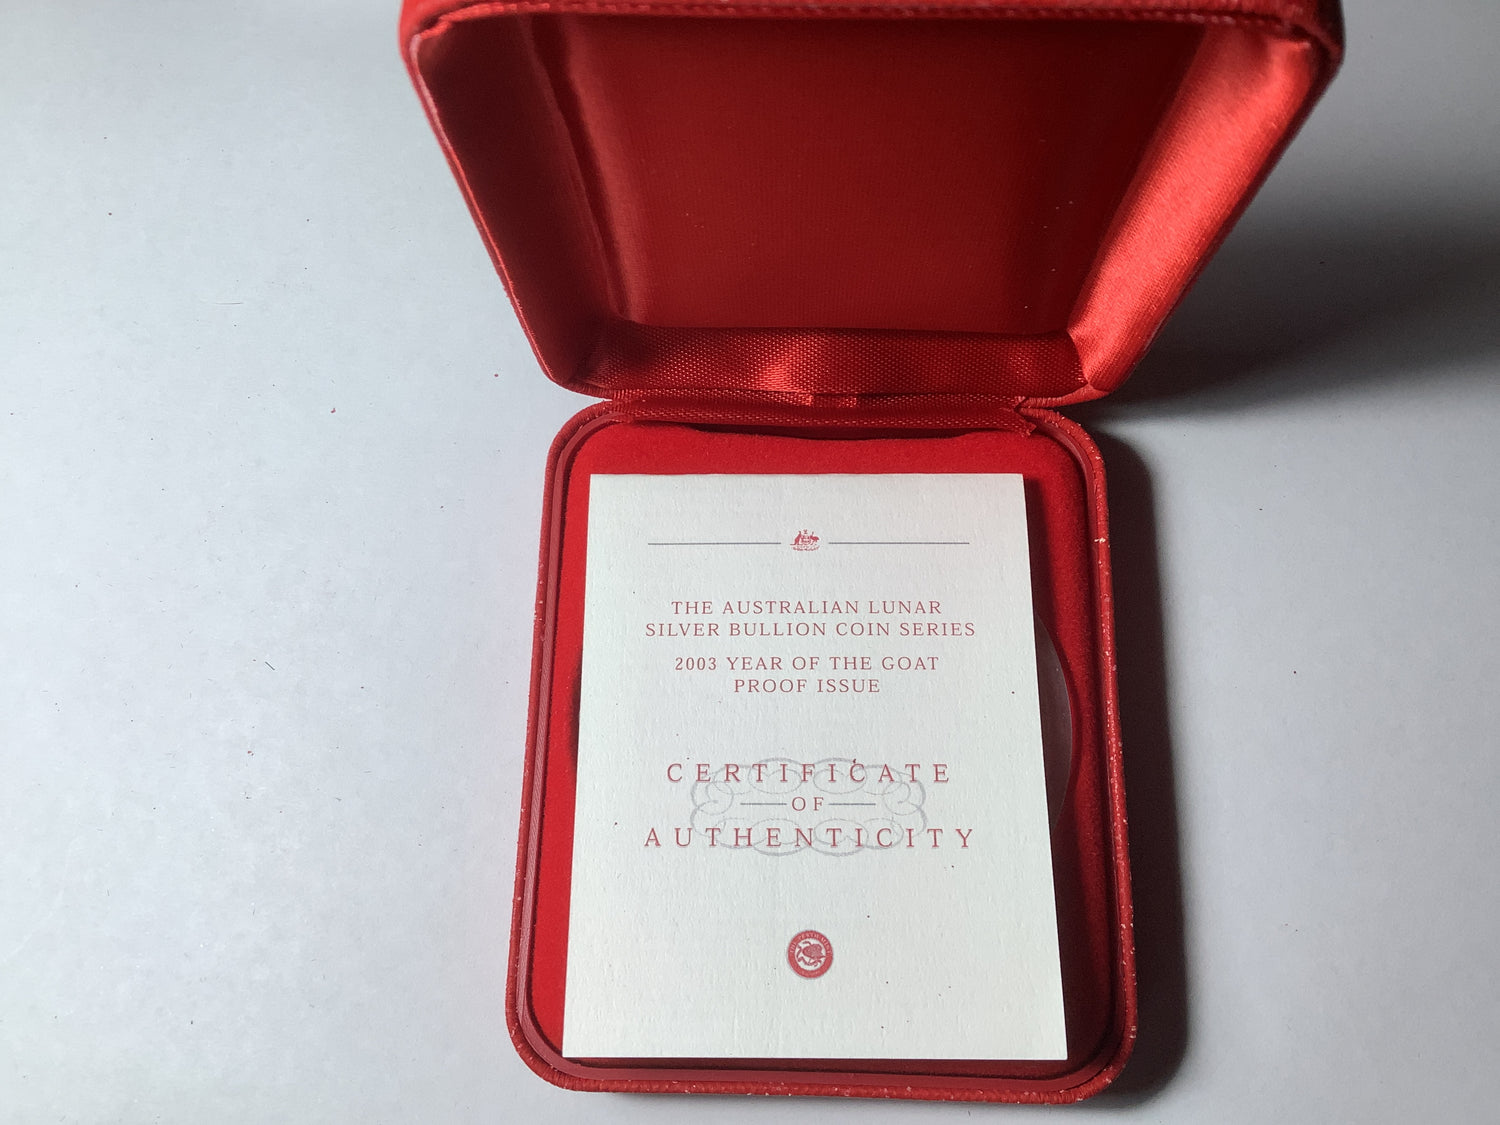 THE AUSTRALIAN LUNAR
SILVER BULLION COIN SERIES
2003 YEAR OF THE GOAT
PROOF ISSUE
CERTIFICATE
OF
AUTHENTICITY